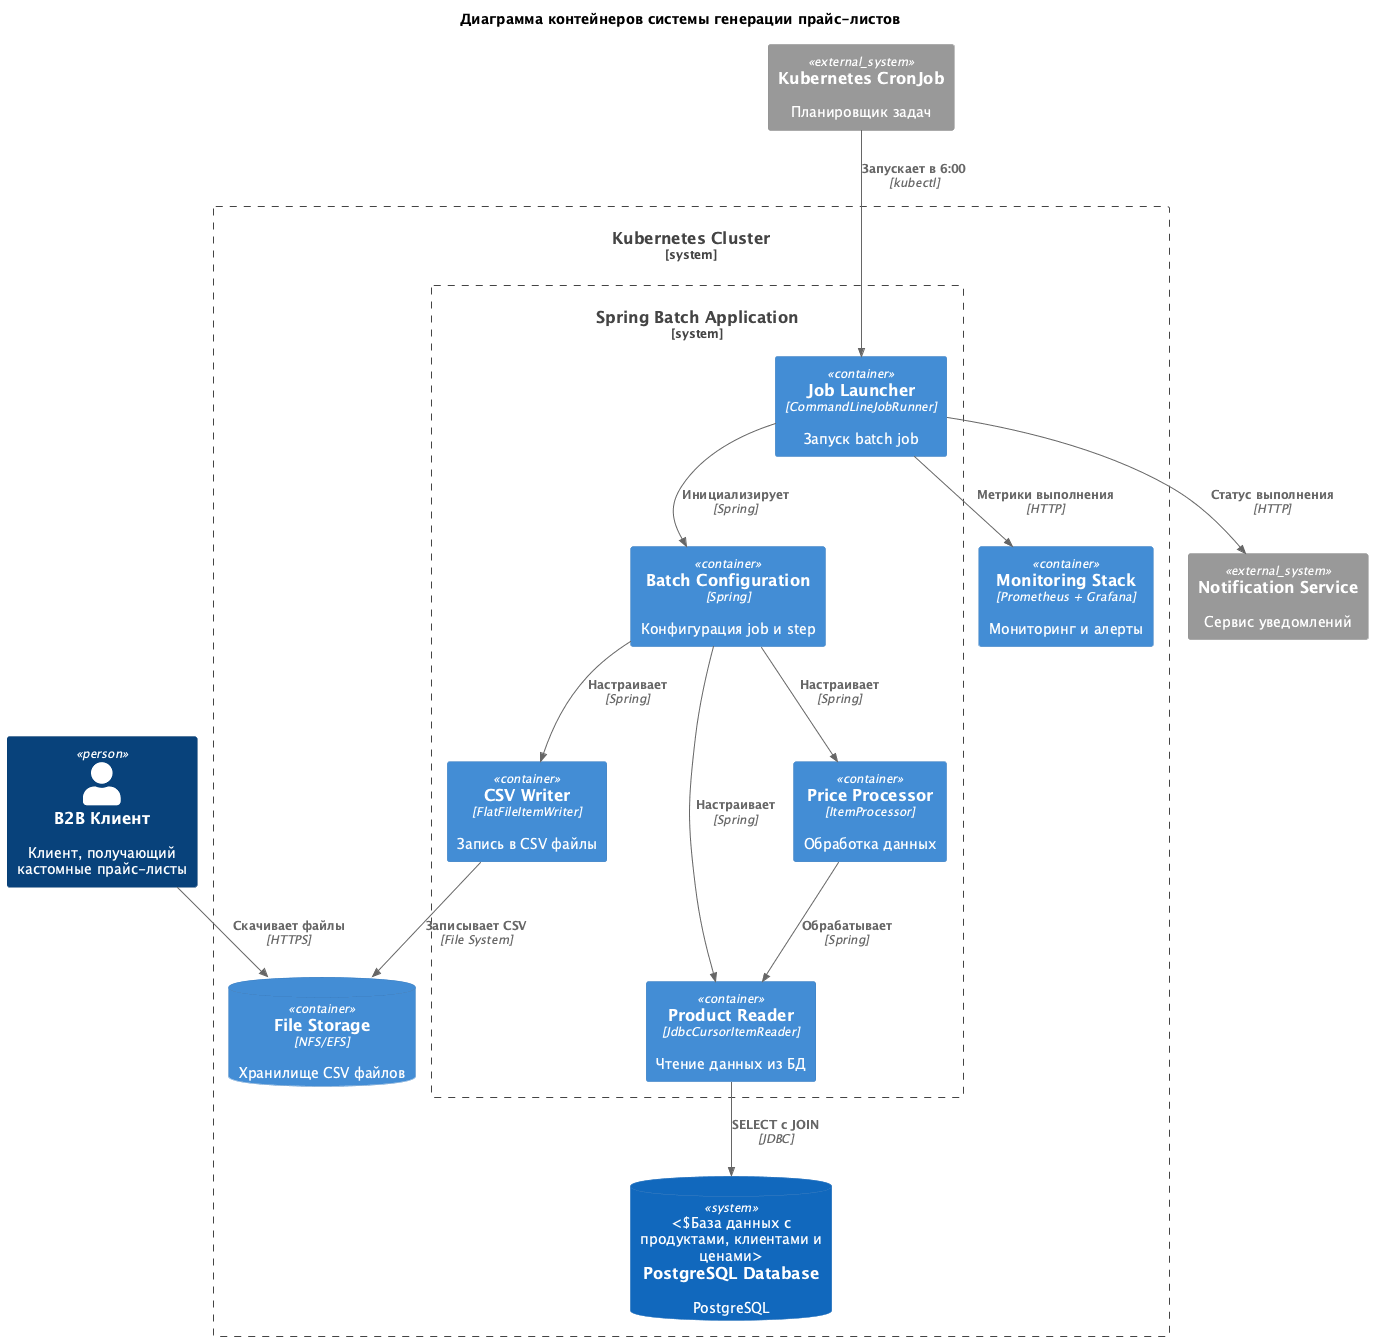 Диаграмма контейнеров системы генерации прайс-листов
«external_system»
Kubernetes CronJob
Планировщик задач
Запускает в 6:00
[kubectl]
Kubernetes Cluster
[system]
Spring Batch Application
[system]
«container»
Job Launcher
[CommandLineJobRunner]
Запуск batch job
Инициализирует
[Spring]
Метрики выполнения
[HTTP]
Статус выполнения
[HTTP]
«container»
Batch Configuration
[Spring]
Конфигурация job и step
«container»
Monitoring Stack
[Prometheus + Grafana]
Мониторинг и алерты
«external_system»
Notification Service
Сервис уведомлений
Настраивает
[Spring]
Настраивает
[Spring]
«person»
B2B Клиент
Клиент, получающий
кастомные прайс-листы
«container»
CSV Writer
[FlatFileItemWriter]
Запись в CSV файлы
Настраивает
[Spring]
«container»
Price Processor
[ItemProcessor]
Обработка данных
Скачивает файлы
[HTTPS]
Записывает CSV
[File System]
Обрабатывает
[Spring]
«container»
File Storage
[NFS/EFS]
Хранилище CSV файлов
«container»
Product Reader
[JdbcCursorItemReader]
Чтение данных из БД
SELECT с JOIN
[JDBC]
«system»
<$База данных с
продуктами, клиентами и
ценами>
PostgreSQL Database
PostgreSQL